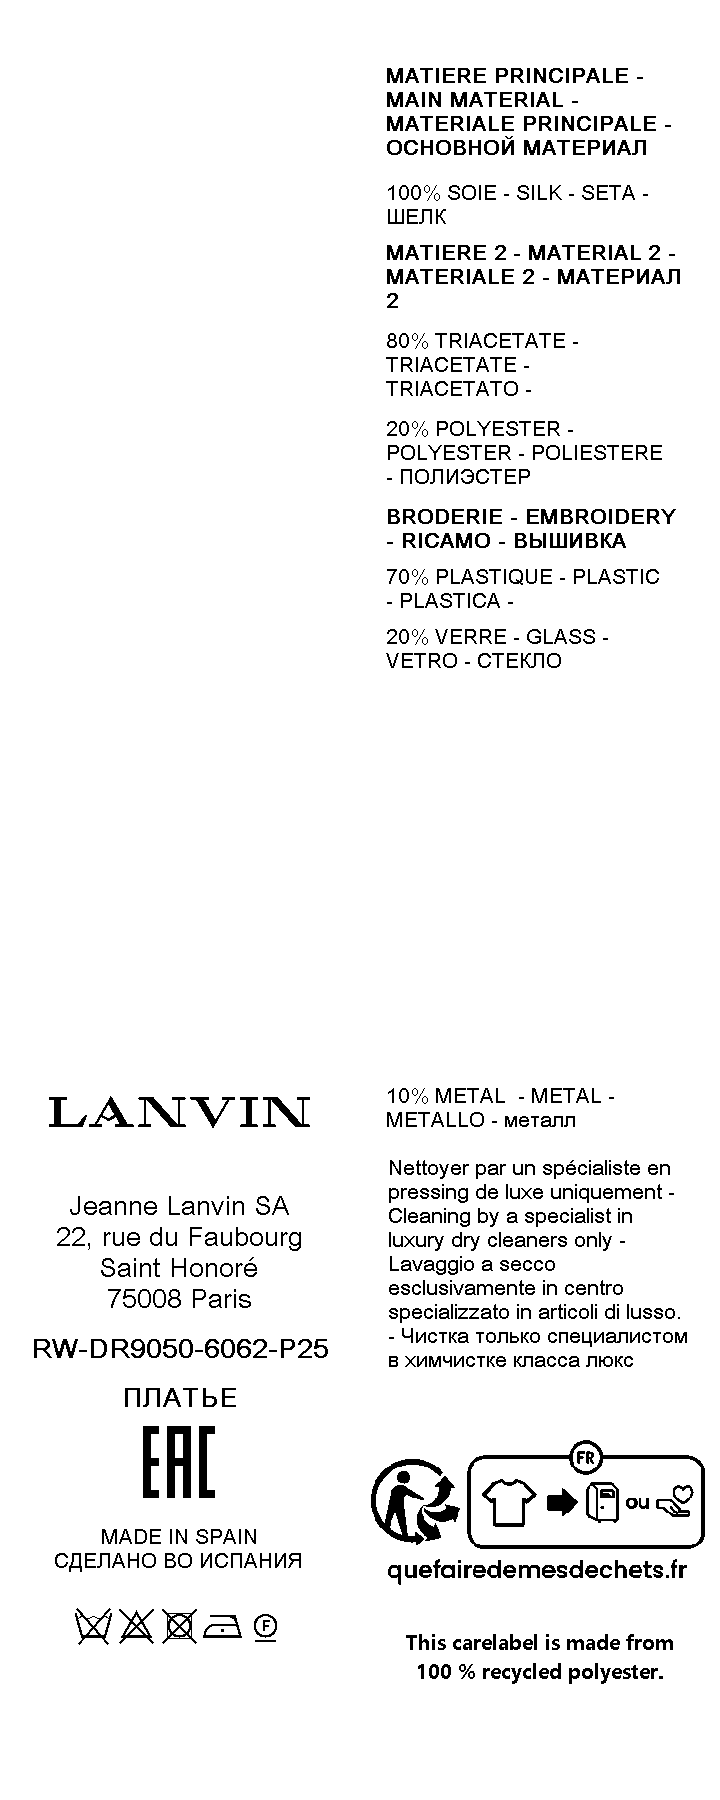 MATIERE PRINCIPALE -
MAIN MATERIAL -
MATERIALE PRINCIPALE -
ОСНОВНОЙ МАТЕРИАЛ
100% SOIE - SILK - SETA -
ШЕЛК
MATIERE 2 - MATERIAL 2 -
MATERIALE 2 - МАТЕРИАЛ
2
80% TRIACETATE -
TRIACETATE -
TRIACETATO -
20% POLYESTER -
POLYESTER - POLIESTERE
- ПОЛИЭСТЕР
BRODERIE - EMBROIDERY
- RICAMO - ВЫШИВКА
70% PLASTIQUE - PLASTIC
- PLASTICA -
20% VERRE - GLASS -
VETRO - СТЕКЛО
LANVIN
Jeanne Lanvin SA
22, rue du Faubourg
Saint Honoré
75008 Paris
RW-DR9050-6062-P25
ПЛАТЬЕ
EAC
MADE IN SPAIN
СДЕЛАНО ВО ИСПАНИЯ
F
10% METAL - METAL -
METALLO - металл
Nettoyer par un spécialiste en
pressing de luxe uniquement -
Cleaning by a specialist in
luxury dry cleaners only -
Lavaggio a secco
esclusivamente in centro
specializzato in articoli di lusso.
- Чистка только специалистом
в химчистке класса люкс
FR
ou
quefairedemesdechets.fr
This carelabel is made from
100 % recycled polyester.